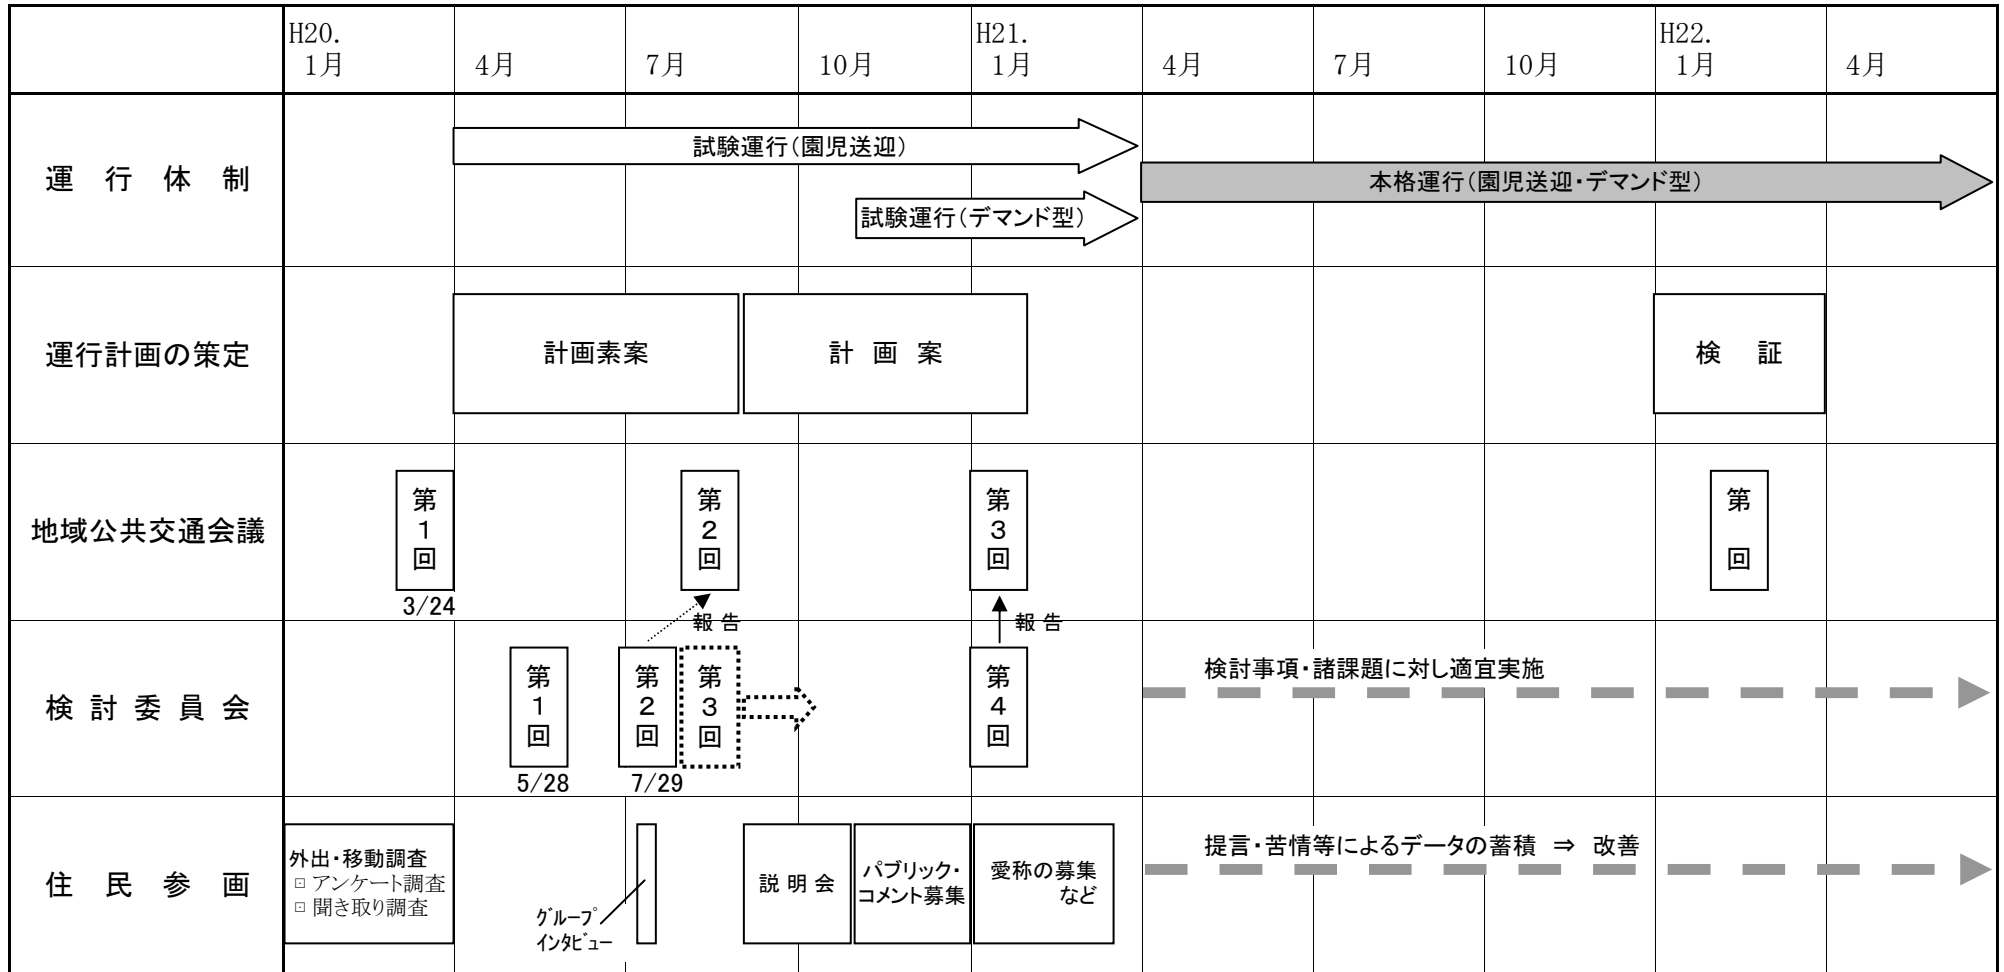 H20.
1月
4月
7月
10月
H21.
1月
4月
7月
10月
H22.
1月
4月
運行体制
試験運行（園児送迎）
試験運行（デマンド型）
本格運行（園児送迎・デマンド型）
運行計画の策定
計画素案
計画案
検証
地域公共交通会議
第1回
3/24
第2回
第3回
第 回
報告
報告
検討委員会
第1回
5/28
第2回
7/29
第3回
第4回
検討事項・諸課題に対し適宜実施
住民参画
外出・移動調査
⊡ アンケート調査
⊡ 聞き取り調査
グループ
インタビュー
説明会
パブリック・
コメント募集
愛称の募集
など
提言・苦情等によるデータの蓄積 ⇒ 改善